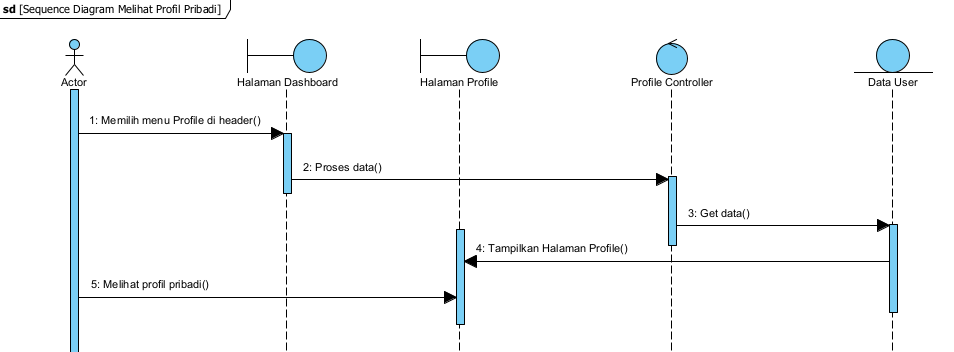 sd [Sequence Diagram Melihat Profil Pribadi]
Actor
Halaman Dashboard
Halaman Profile
Profile Controller
Data User
1: Memilih menu Profile di header()
2: Proses data()
3: Get data()
4: Tampilkan Halaman Profile()
5: Melihat profil pribadi()